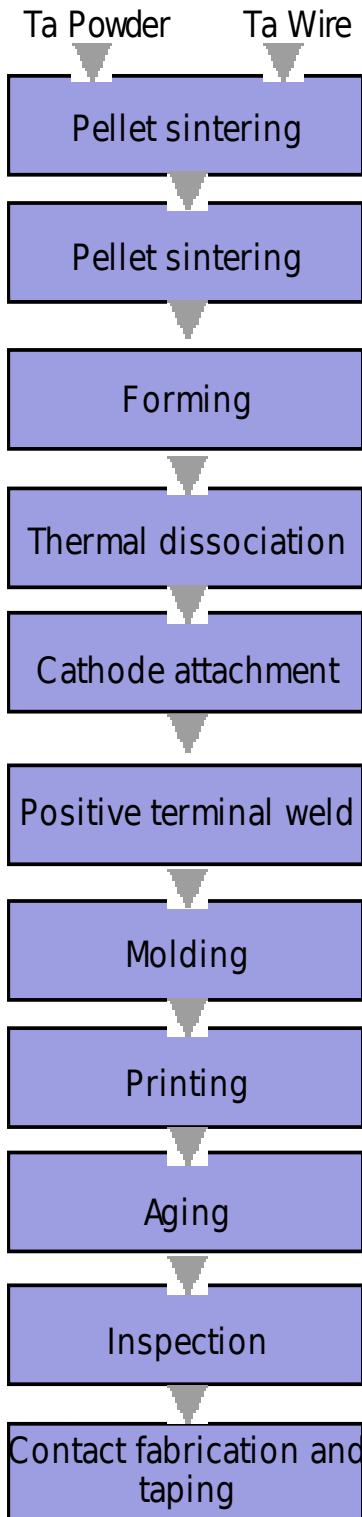 Ta Powder Ta Wire
Pellet sintering
Pellet sintering
Forming
Thermal dissociation
Cathode attachment
Positive terminal weld
Molding
Printing
Aging
Inspection
Contact fabrication and
taping